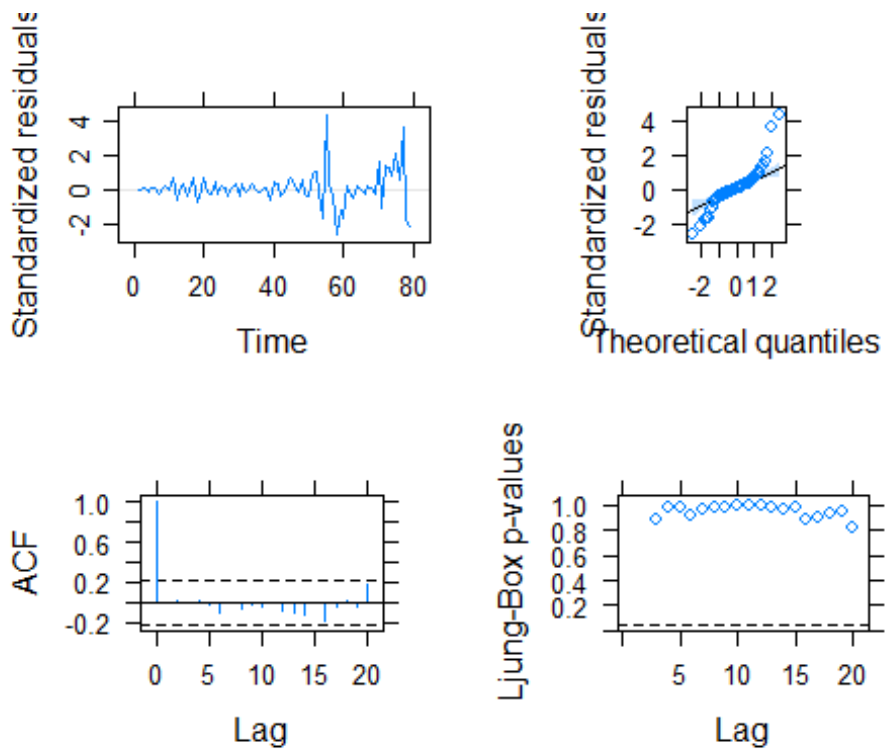 Standardized residuals
4
2
0
-2
0 20 40 60 80
Time
Standardized residuals
4
2
0
-2
-2 0 1 2
Theoretical quantiles
ACF
1.0
0.6
0.2
-0.2
0 5 10 15 20
Lag
Ljung-Box p-values
1.0
0.8
0.6
0.4
0.2
5 10 15 20
Lag